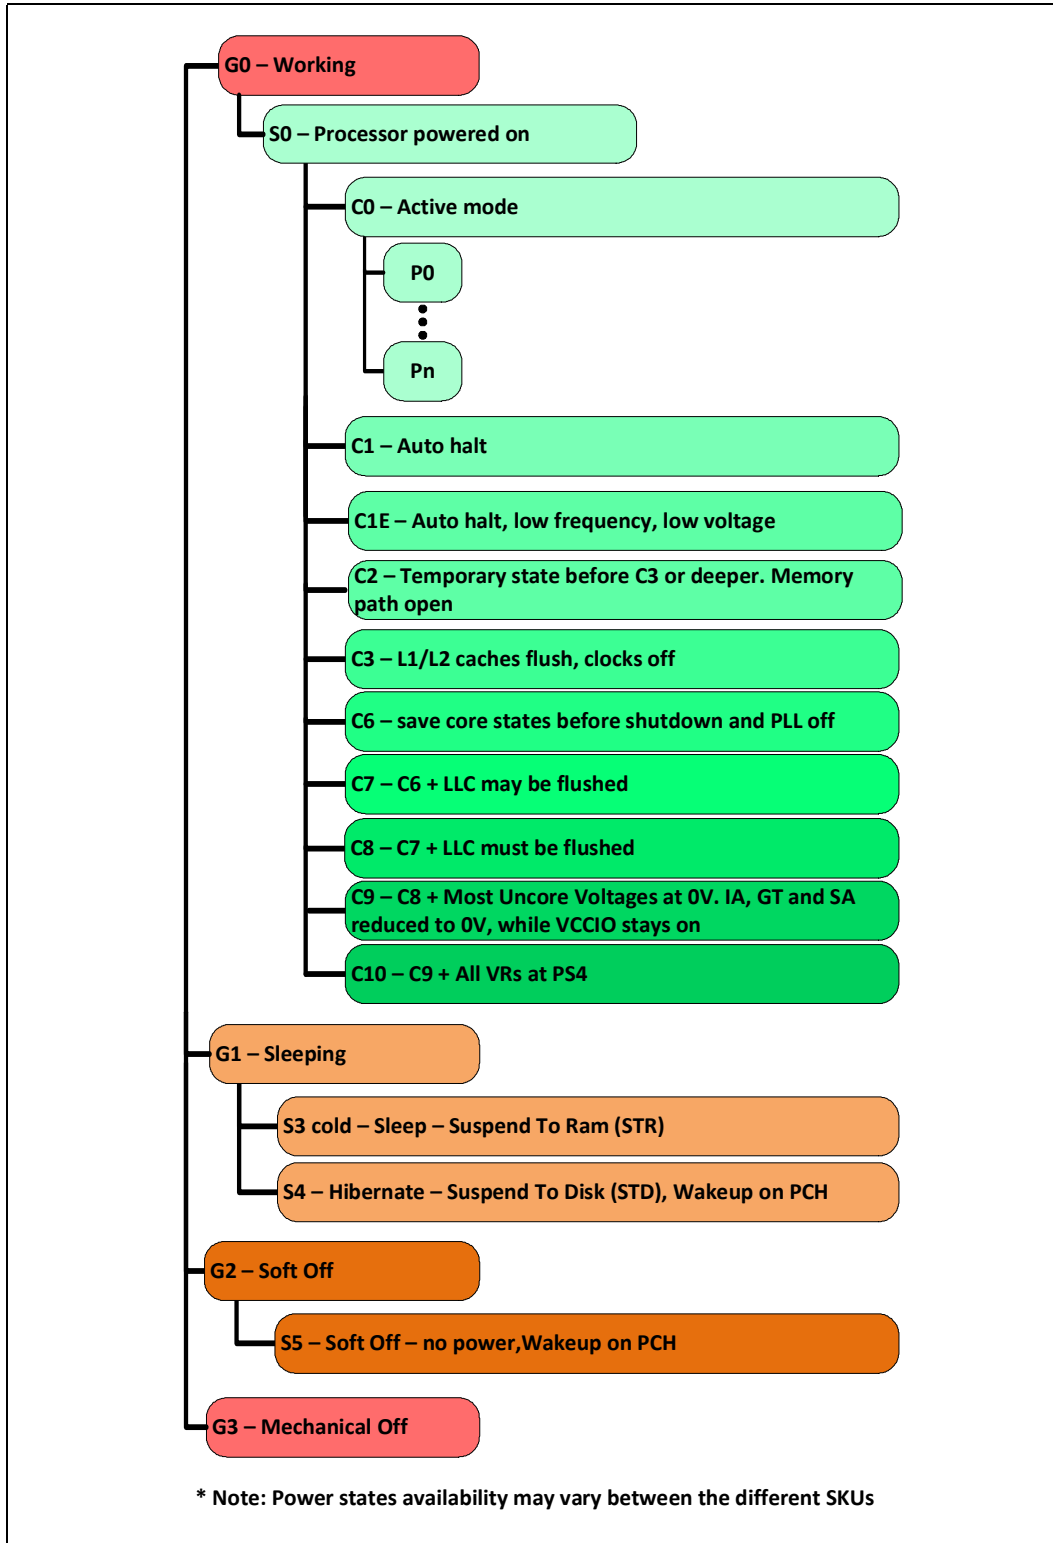 G0 – Working
S0 – Processor powered on
C0 – Active mode
P0
Pn
C1 – Auto halt
C1E – Auto halt, low frequency, low voltage
C2 – Temporary state before C3 or deeper. Memory
path open
C3 – L1/L2 caches flush, clocks off
C6 – save core states before shutdown and PLL off
C7 – C6 + LLC may be flushed
C8 – C7 + LLC must be flushed
C9 – C8 + Most Uncore Voltages at 0V. IA, GT and SA
reduced to 0V, while VCCIO stays on
C10 – C9 + All VRs at PS4
G1 – Sleeping
S3 cold – Sleep – Suspend To Ram (STR)
S4 – Hibernate – Suspend To Disk (STD), Wakeup on PCH
G2 – Soft Off
S5 – Soft Off – no power,Wakeup on PCH
G3 – Mechanical Off
* Note: Power states availability may vary between the different SKUs